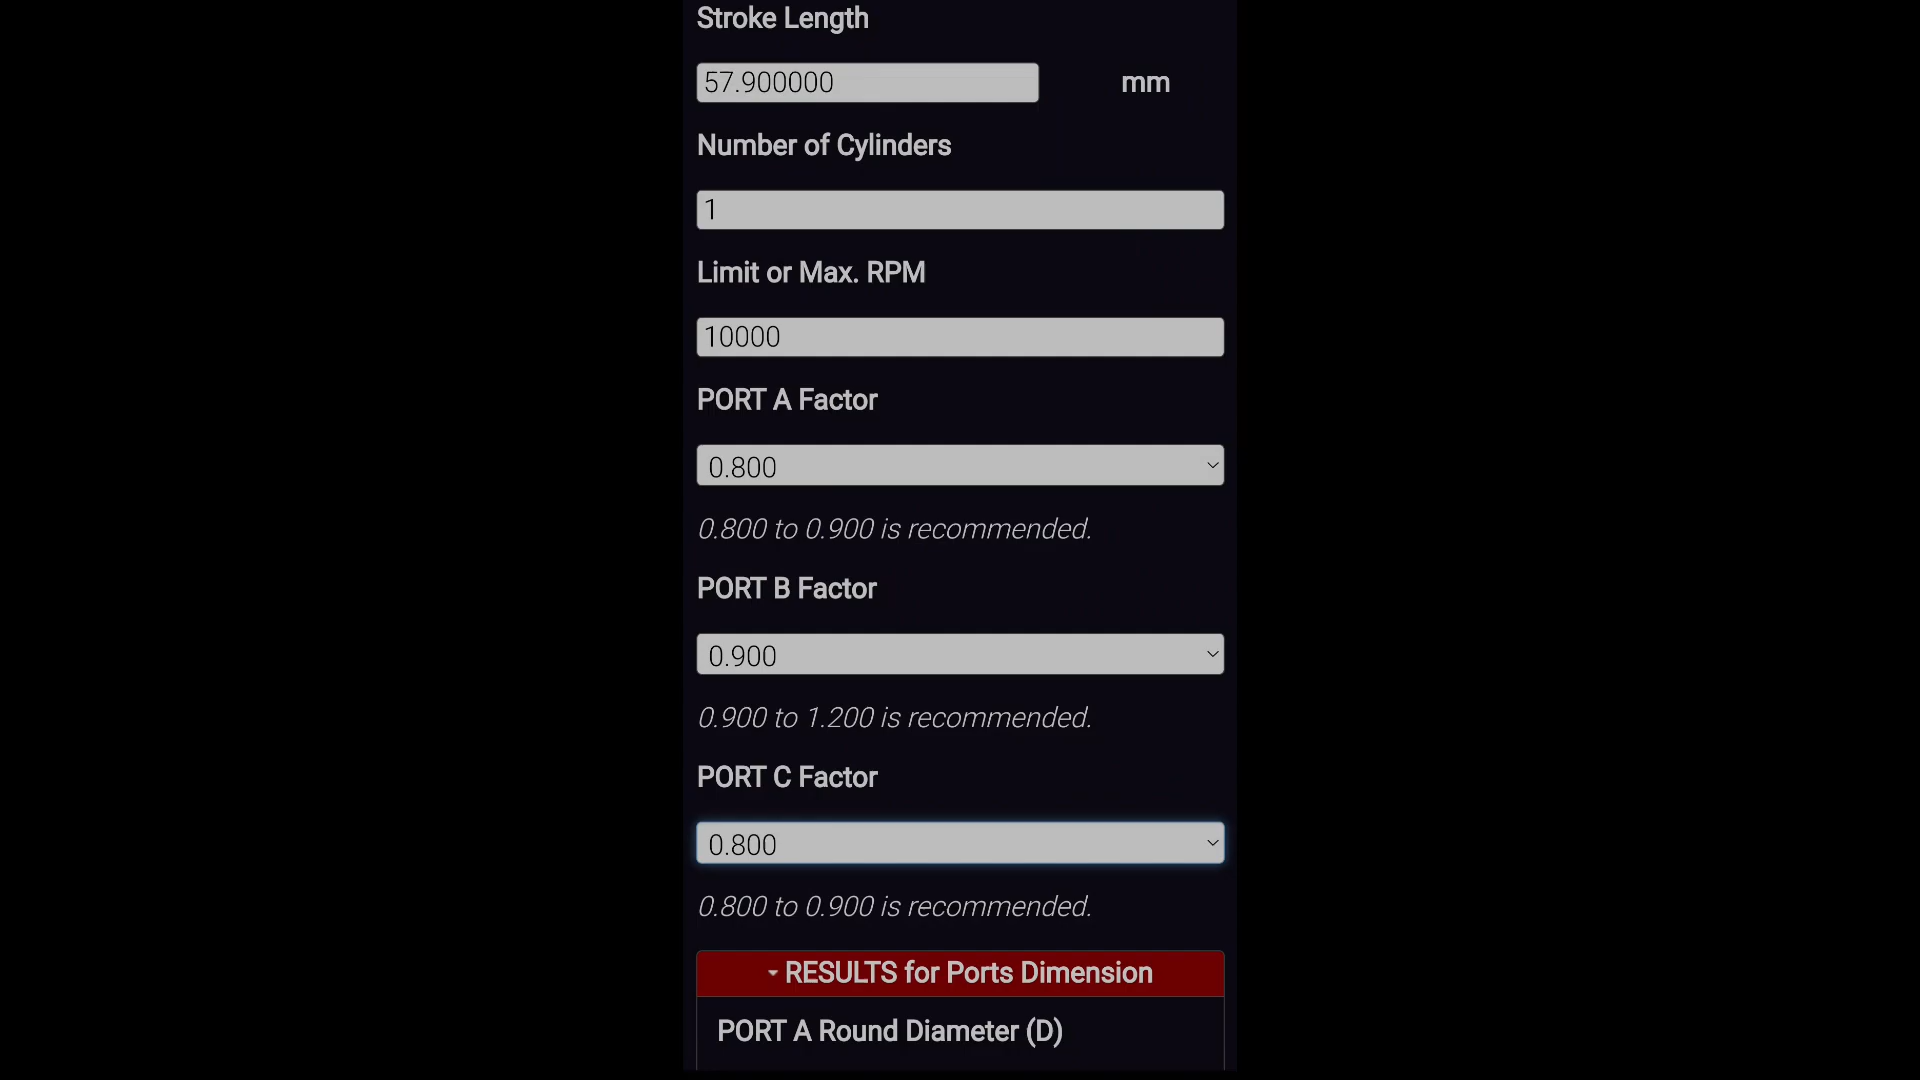 Stroke Length
57.900000 mm
Number of Cylinders
1
Limit or Max. RPM
10000
PORT A Factor
0.800
0.800 to 0.900 is recommended.
PORT B Factor
0.900
0.900 to 1.200 is recommended.
PORT C Factor
0.800
0.800 to 0.900 is recommended.
RESULTS for Ports Dimension
PORT A Round Diameter (D)